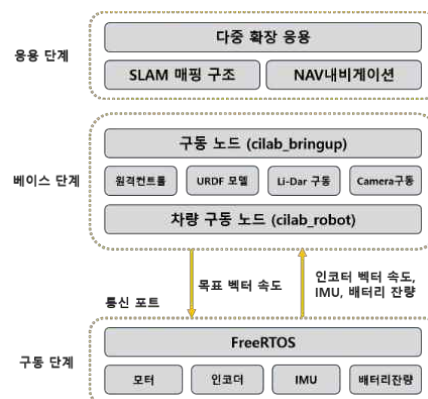 응용 단계
다중 확장 응용
SLAM 매핑 구조
NAV내비게이션
베이스 단계
구동 노드 (cilab_bringup)
원격컨트롤
URDF 모델
Li-Dar 구동
Camera구동
차량 구동 노드 (cilab_robot)
통신 포트
목표 벡터 속도
인코터 벡터 속도,
IMU, 배터리 잔량
구동 단계
FreeRTOS
모터
인코더
IMU
배터리잔량